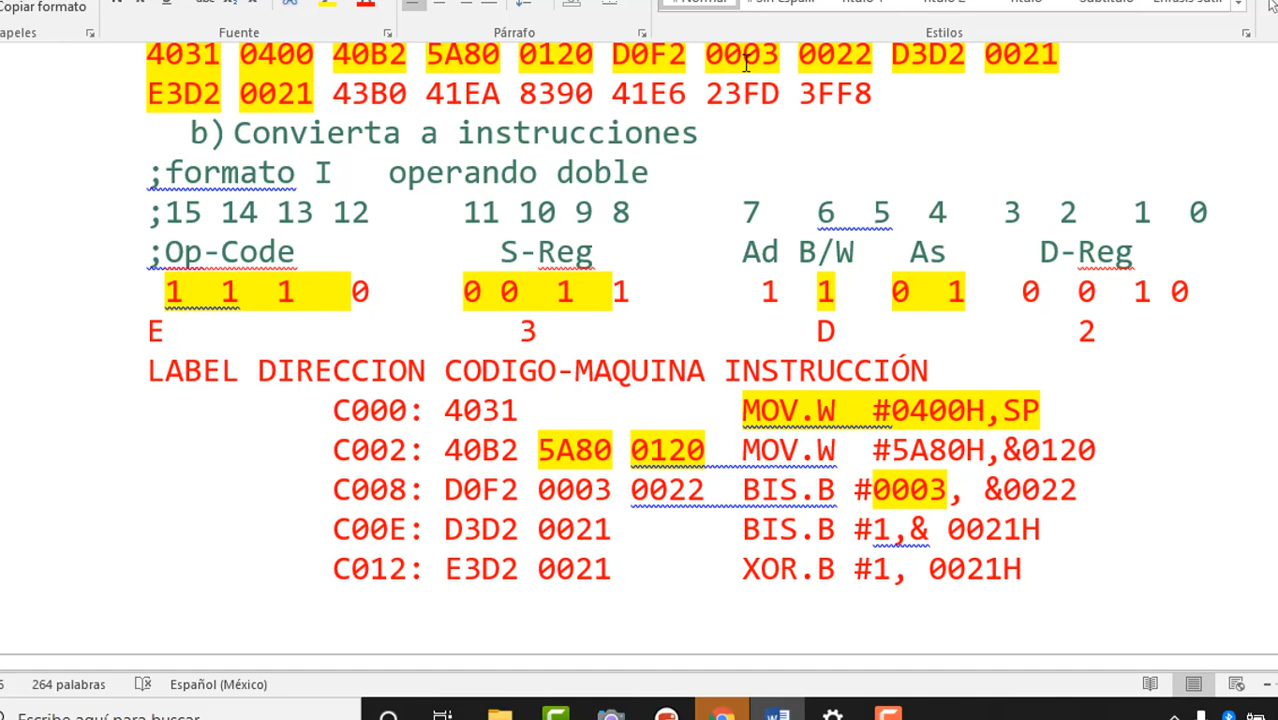 Copiar formato
apeles
Fuente
Párrafo
Estilos
4031 0400 40B2 5A80 0120 D0F2 0003 0022 D3D2 0021
E3D2 0021 43B0 41EA 8390 41E6 23FD 3FF8
b) Convierta a instrucciones
;formato I operando doble
;15 14 13 12 11 10 9 8 7 6 5 4 3 2 1 0
;Op-Code S-Reg Ad B/W As D-Reg
1 1 1 0 0 0 1 1 1 1 0 1 0 0 1 0
E 3 D 2
LABEL DIRECCION CODIGO-MAQUINA INSTRUCCIÓN
C000: 4031 MOV.W #0400H,SP
C002: 40B2 5A80 0120 MOV.W #5A80H,&0120
C008: D0F2 0003 0022 BIS.B #0003, &0022
C00E: D3D2 0021 BIS.B #1,& 0021H
C012: E3D2 0021 XOR.B #1, 0021H
264 palabras Español (México)
Escribe aquí para buscar